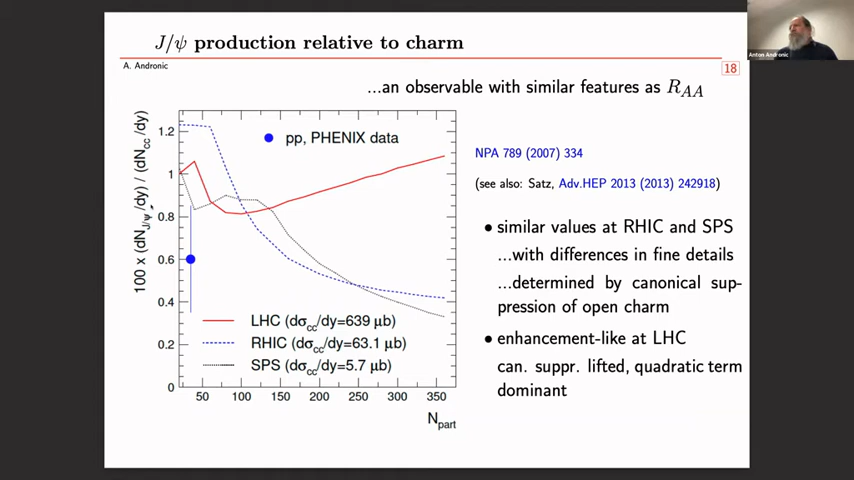 J/ψ production relative to charm
A. Andronic
18
Anton Andronic
...an observable with similar features as R_AA
100 x (dN_J/ψ/dy) / (dN_cc̄/dy)
1.2
1
0.8
0.6
0.4
0.2
0
pp, PHENIX data
LHC (dσ_cc̄/dy=639 μb)
RHIC (dσ_cc̄/dy=63.1 μb)
SPS (dσ_cc̄/dy=5.7 μb)
50 100 150 200 250 300 350
N_part
NPA 789 (2007) 334
(see also: Satz, Adv.HEP 2013 (2013) 242918)
• similar values at RHIC and SPS
...with differences in fine details
...determined by canonical sup-
pression of open charm
• enhancement-like at LHC
can. suppr. lifted, quadratic term
dominant